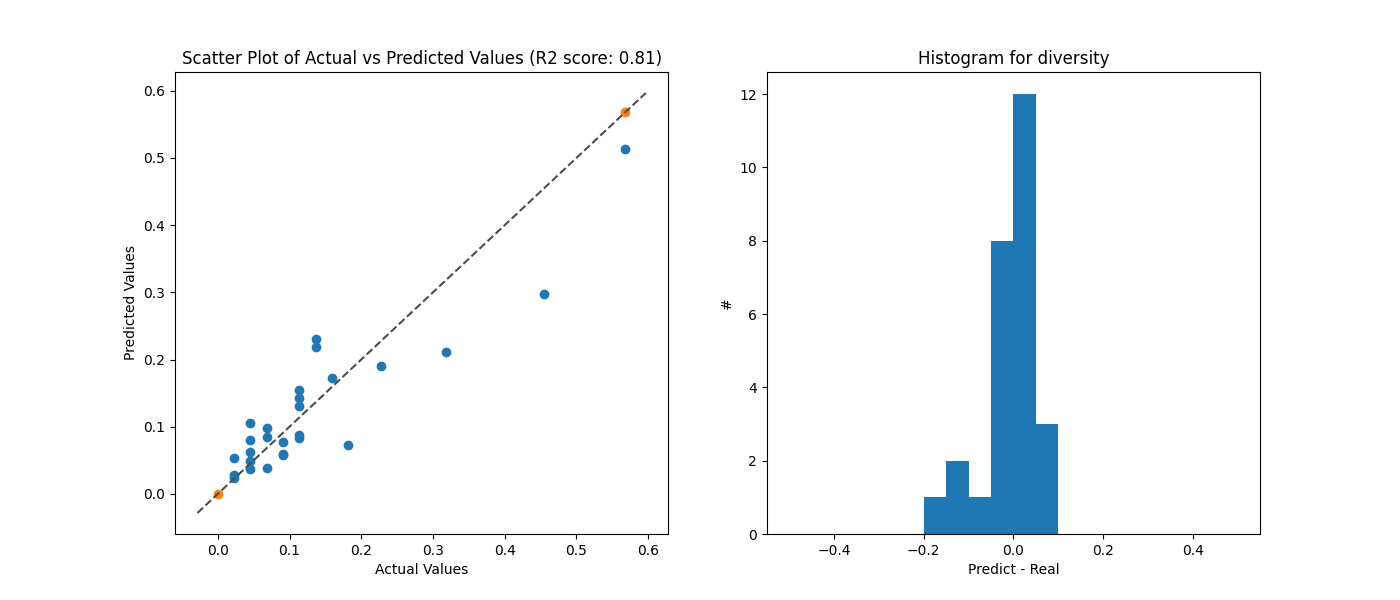 Scatter Plot of Actual vs Predicted Values (R2 score: 0.81)
0.6
0.5
0.4
0.3
0.2
0.1
0.0
Predicted Values
0.0 0.1 0.2 0.3 0.4 0.5 0.6
Actual Values
Histogram for diversity
12
10
8
6
4
2
0
#
−0.4 −0.2 0.0 0.2 0.4
Predict - Real